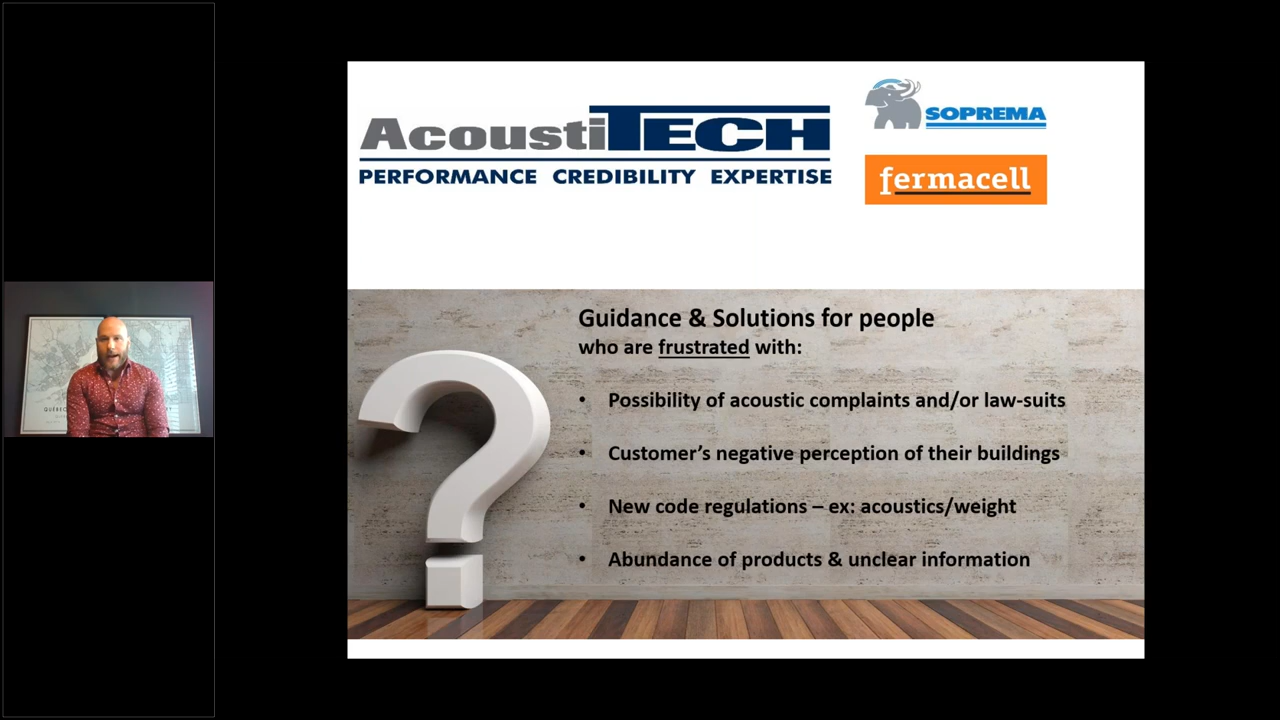 AcoustiTECH
PERFORMANCE CREDIBILITY EXPERTISE
SOPREMA
fermacell
Guidance & Solutions for people
who are frustrated with:
• Possibility of acoustic complaints and/or law-suits
• Customer’s negative perception of their buildings
• New code regulations – ex: acoustics/weight
• Abundance of products & unclear information